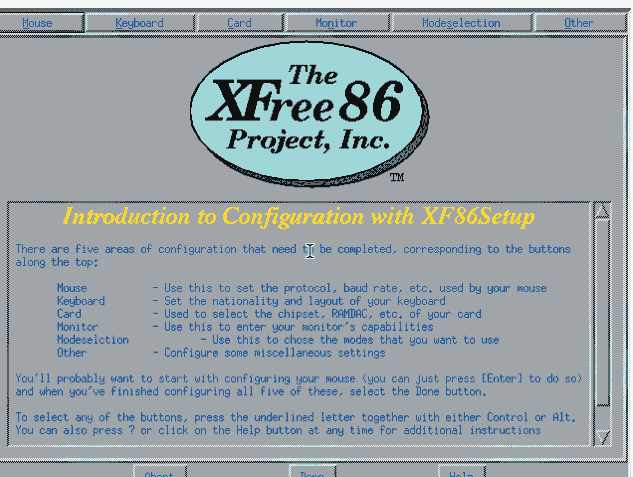 Mouse Keyboard Card Monitor Modeselection Other
The
XFree86
Project, Inc.
TM
Introduction to Configuration with XF86Setup
There are five areas of configuration that need to be completed, corresponding to the buttons
along the top:
Mouse - Use this to set the protocol, baud rate, etc. used by your mouse
Keyboard - Set the nationality and layout of your keyboard
Card - Used to select the chipset, RAMDAC, etc. of your card
Monitor - Use this to enter your monitor's capabilities
Modeselction - Use this to chose the modes that you want to use
Other - Configure some miscellaneous settings
You'll probably want to start with configuring your mouse (you can just press [Enter] to do so)
and when you've finished configuring all five of these, select the Done button.
To select any of the buttons, press the underlined letter together with either Control or Alt.
You can also press ? or click on the Help button at any time for additional instructions
Abort Done Help